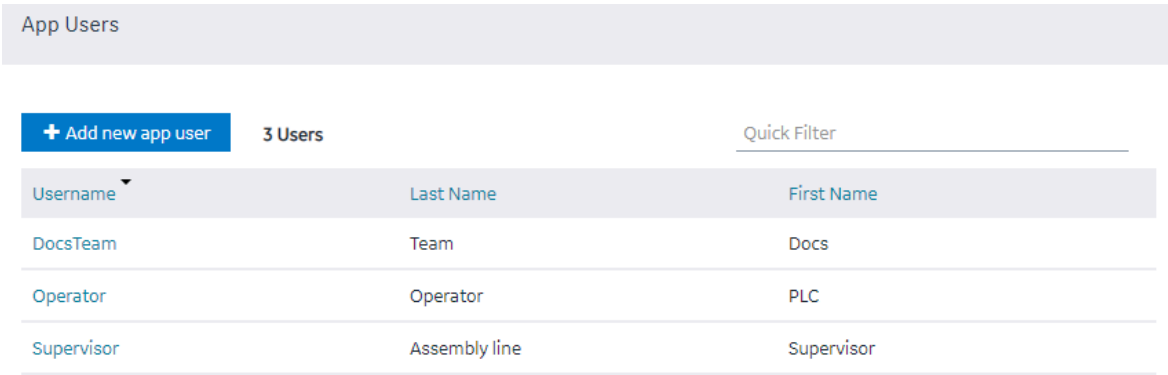 App Users
+ Add new app user 3 Users Quick Filter
Username Last Name First Name
DocsTeam Team Docs
Operator Operator PLC
Supervisor Assembly line Supervisor